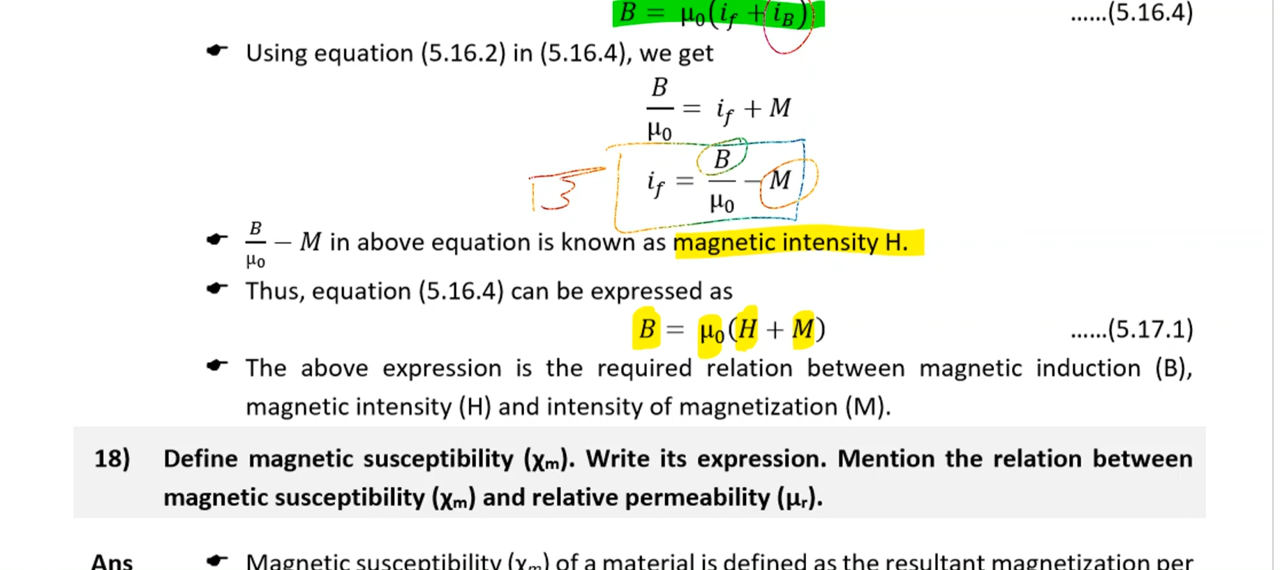 B = μ₀(i_f + i_B) ......(5.16.4)
☛ Using equation (5.16.2) in (5.16.4), we get
B/μ₀ = i_f + M
i_f = B/μ₀ − M
☛ B/μ₀ − M in above equation is known as magnetic intensity H.
☛ Thus, equation (5.16.4) can be expressed as
B = μ₀(H + M) ......(5.17.1)
☛ The above expression is the required relation between magnetic induction (B),
magnetic intensity (H) and intensity of magnetization (M).
18) Define magnetic susceptibility (χm). Write its expression. Mention the relation between
magnetic susceptibility (χm) and relative permeability (μr).
Ans ☛ Magnetic susceptibility (χm) of a material is defined as the resultant magnetization per